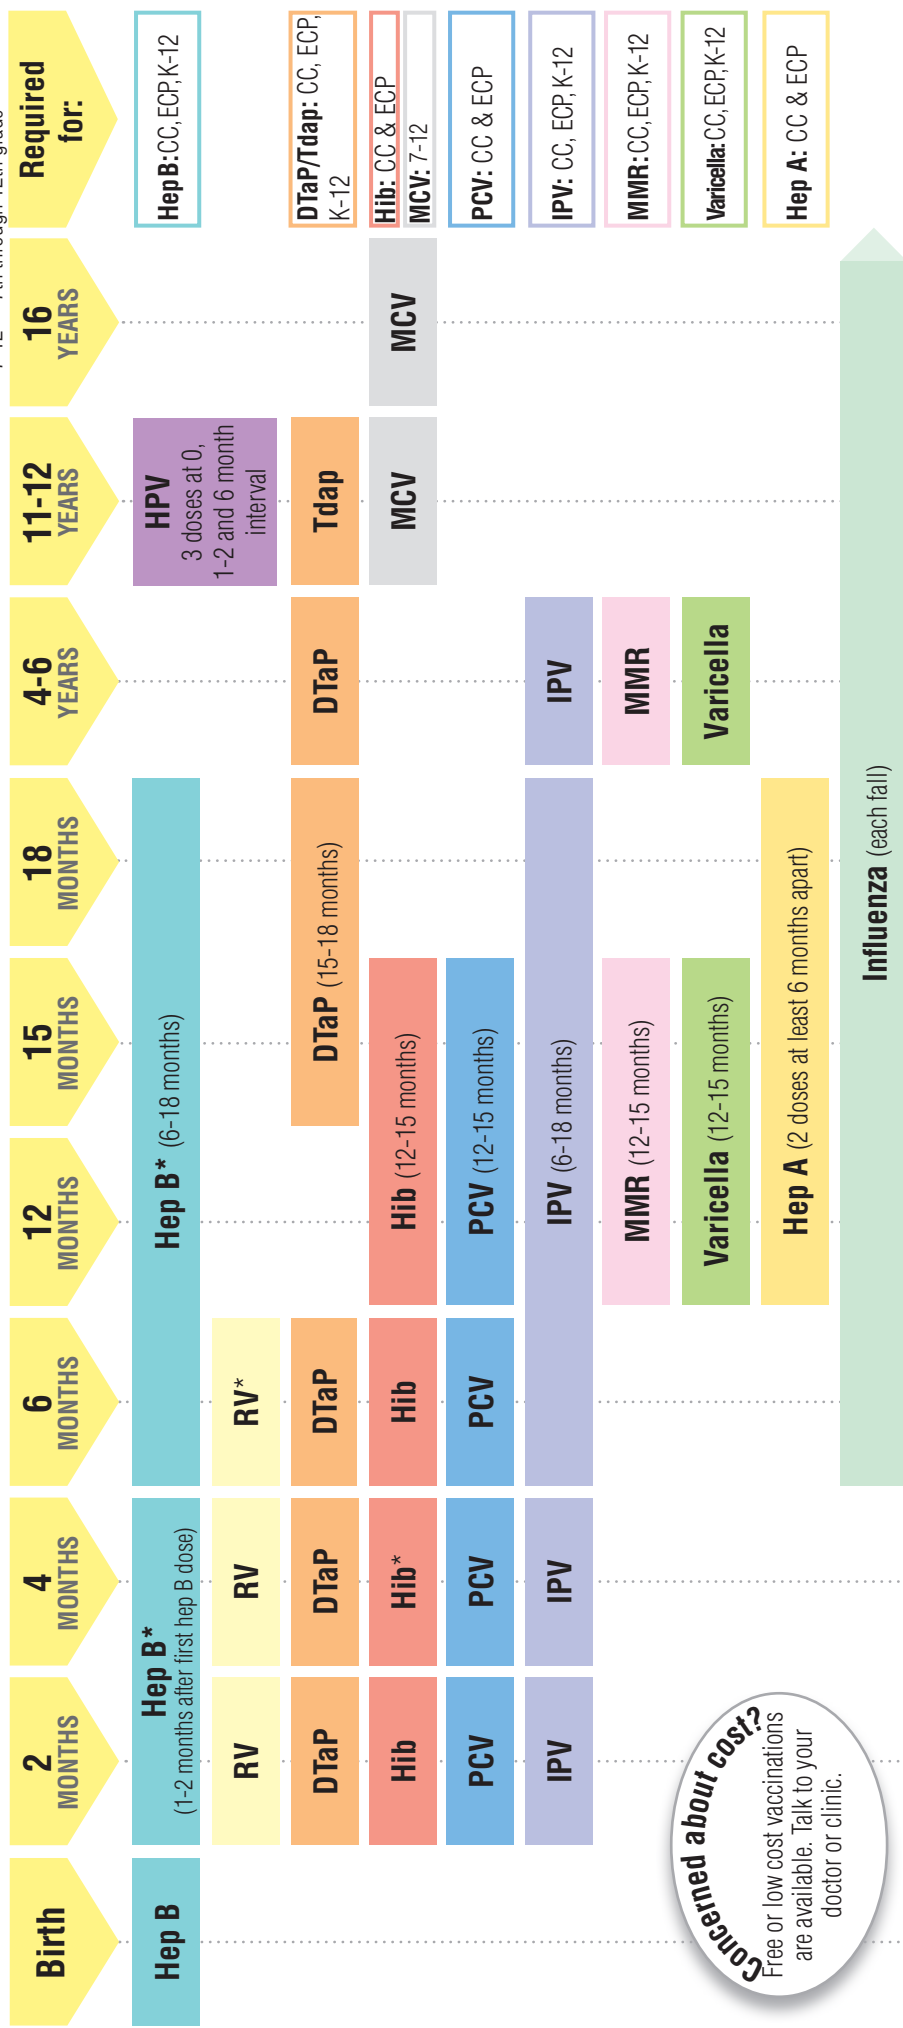 7-12 = 7th through 12th grade
Birth
2
MONTHS
4
MONTHS
6
MONTHS
12
MONTHS
15
MONTHS
18
MONTHS
4-6
YEARS
11-12
YEARS
16
YEARS
Required
for:
Hep B
Hep B*
(1-2 months after first hep B dose)
Hep B* (6-18 months)
HPV
3 doses at 0,
1-2 and 6 month
interval
HepB: CC, ECP, K-12
RV
RV
RV*
DTaP
DTaP
DTaP
DTaP (15-18 months)
DTaP
Tdap
DTaP/Tdap: CC, ECP,
K-12
Hib
Hib*
Hib
Hib (12-15 months)
MCV
MCV
Hib: CC & ECP
MCV: 7-12
PCV
PCV
PCV
PCV (12-15 months)
PCV: CC & ECP
IPV
IPV
IPV (6-18 months)
IPV
IPV: CC, ECP, K-12
MMR (12-15 months)
MMR
MMR: CC, ECP, K-12
Varicella (12-15 months)
Varicella
Varicella: CC, ECP, K-12
Hep A (2 doses at least 6 months apart)
Hep A: CC & ECP
Influenza (each fall)
Concerned about cost?
Free or low cost vaccinations
are available. Talk to your
doctor or clinic.